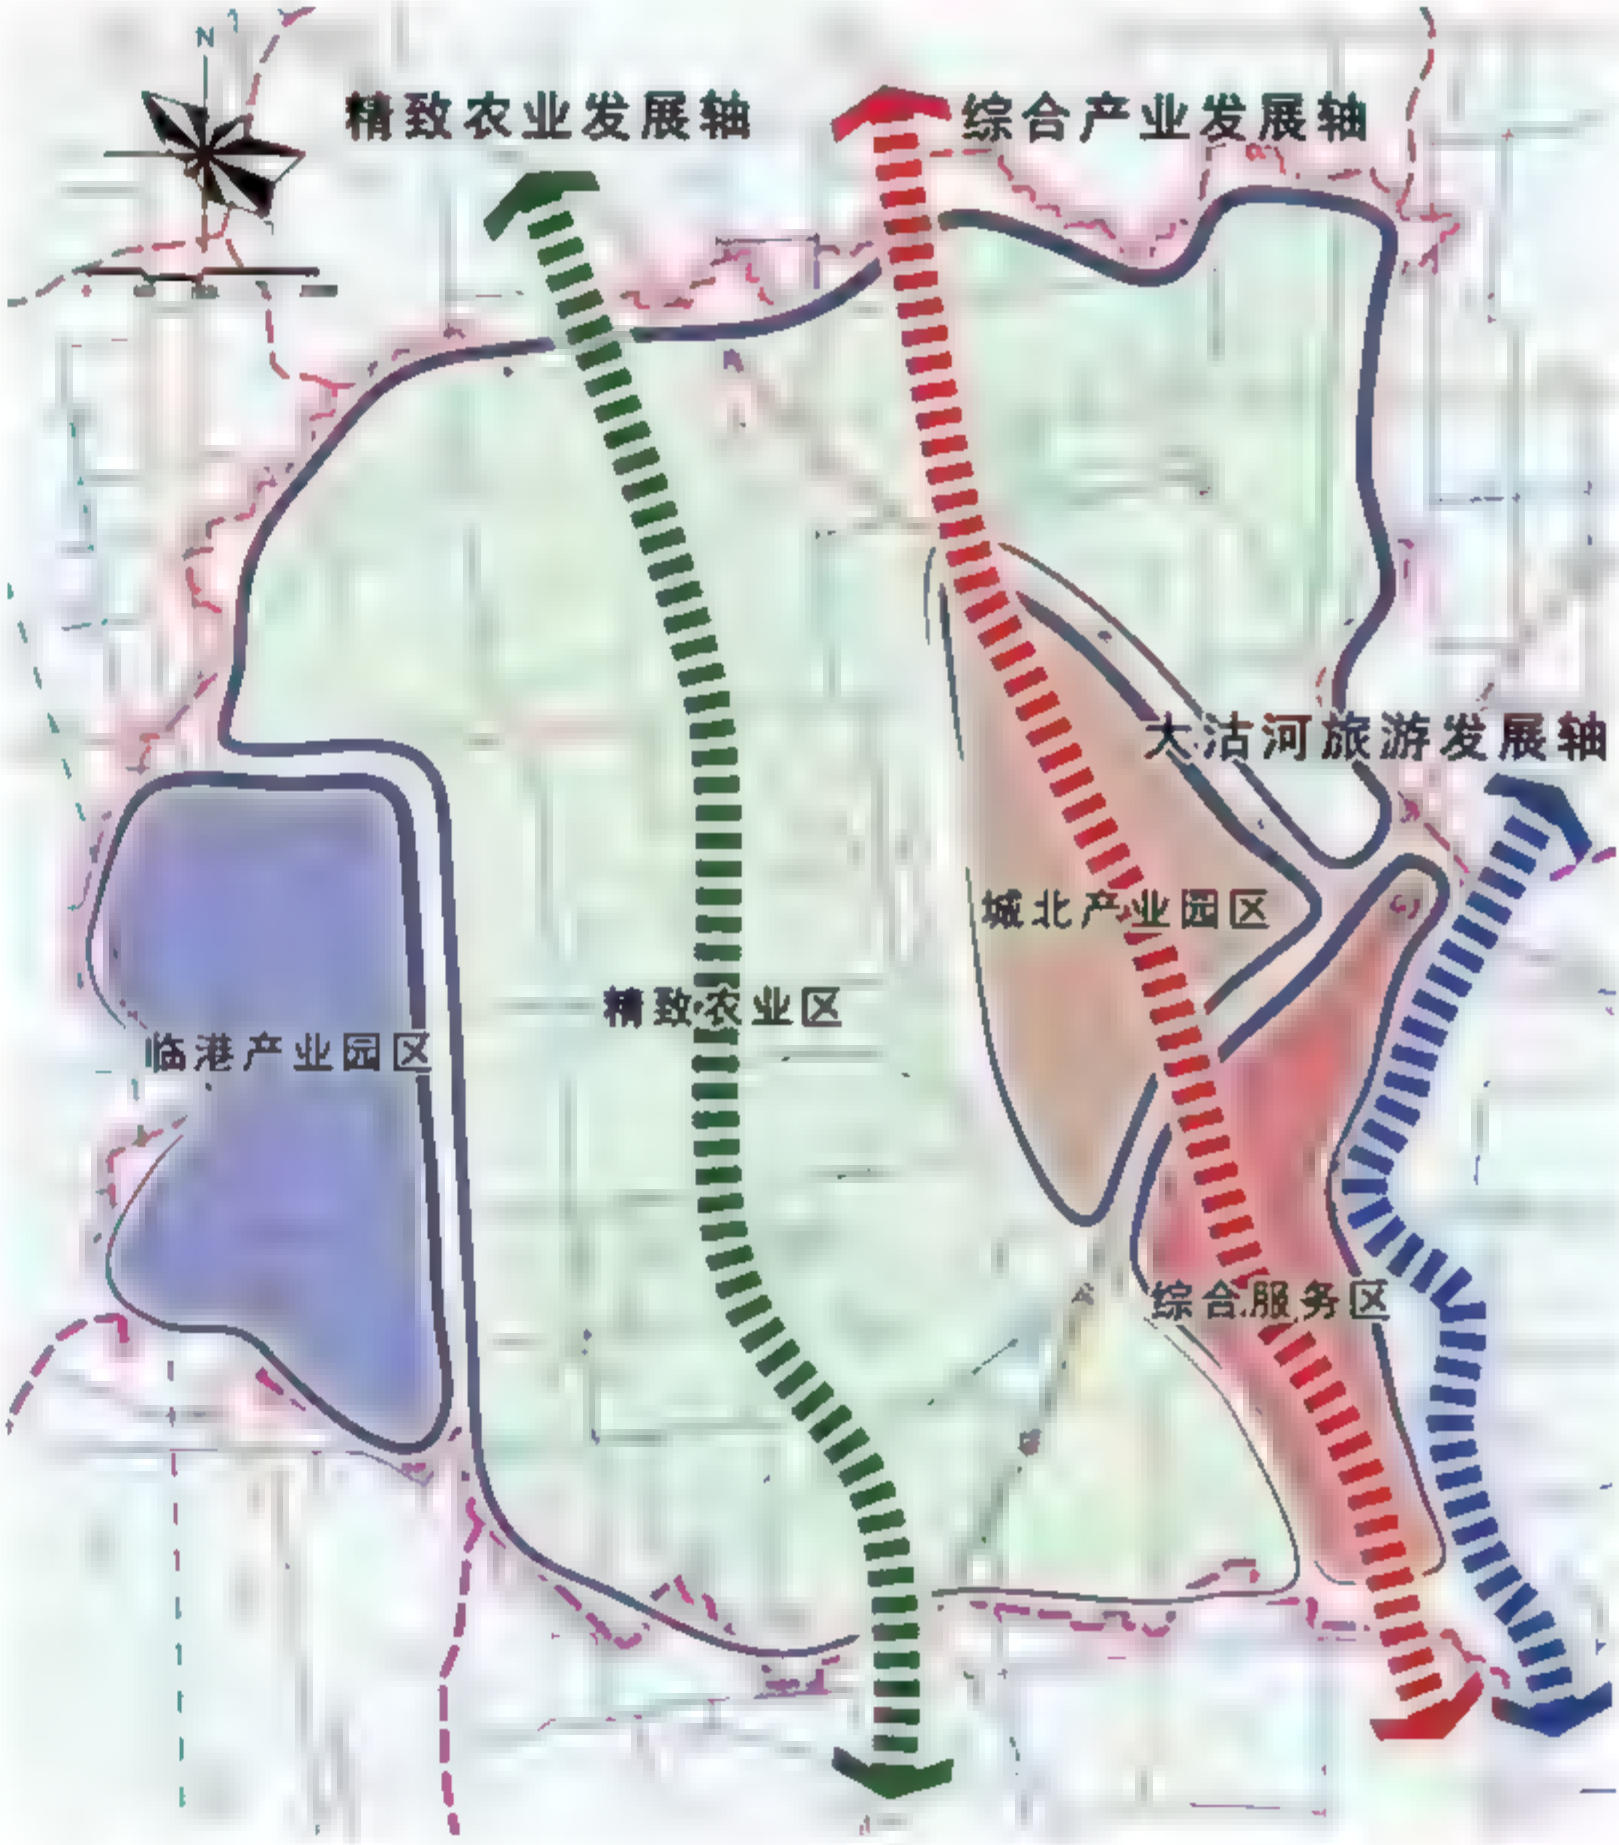 N
精致农业发展轴
综合产业发展轴
大沽河旅游发展轴
城北产业园区
精致农业区
临港产业园区
综合服务区